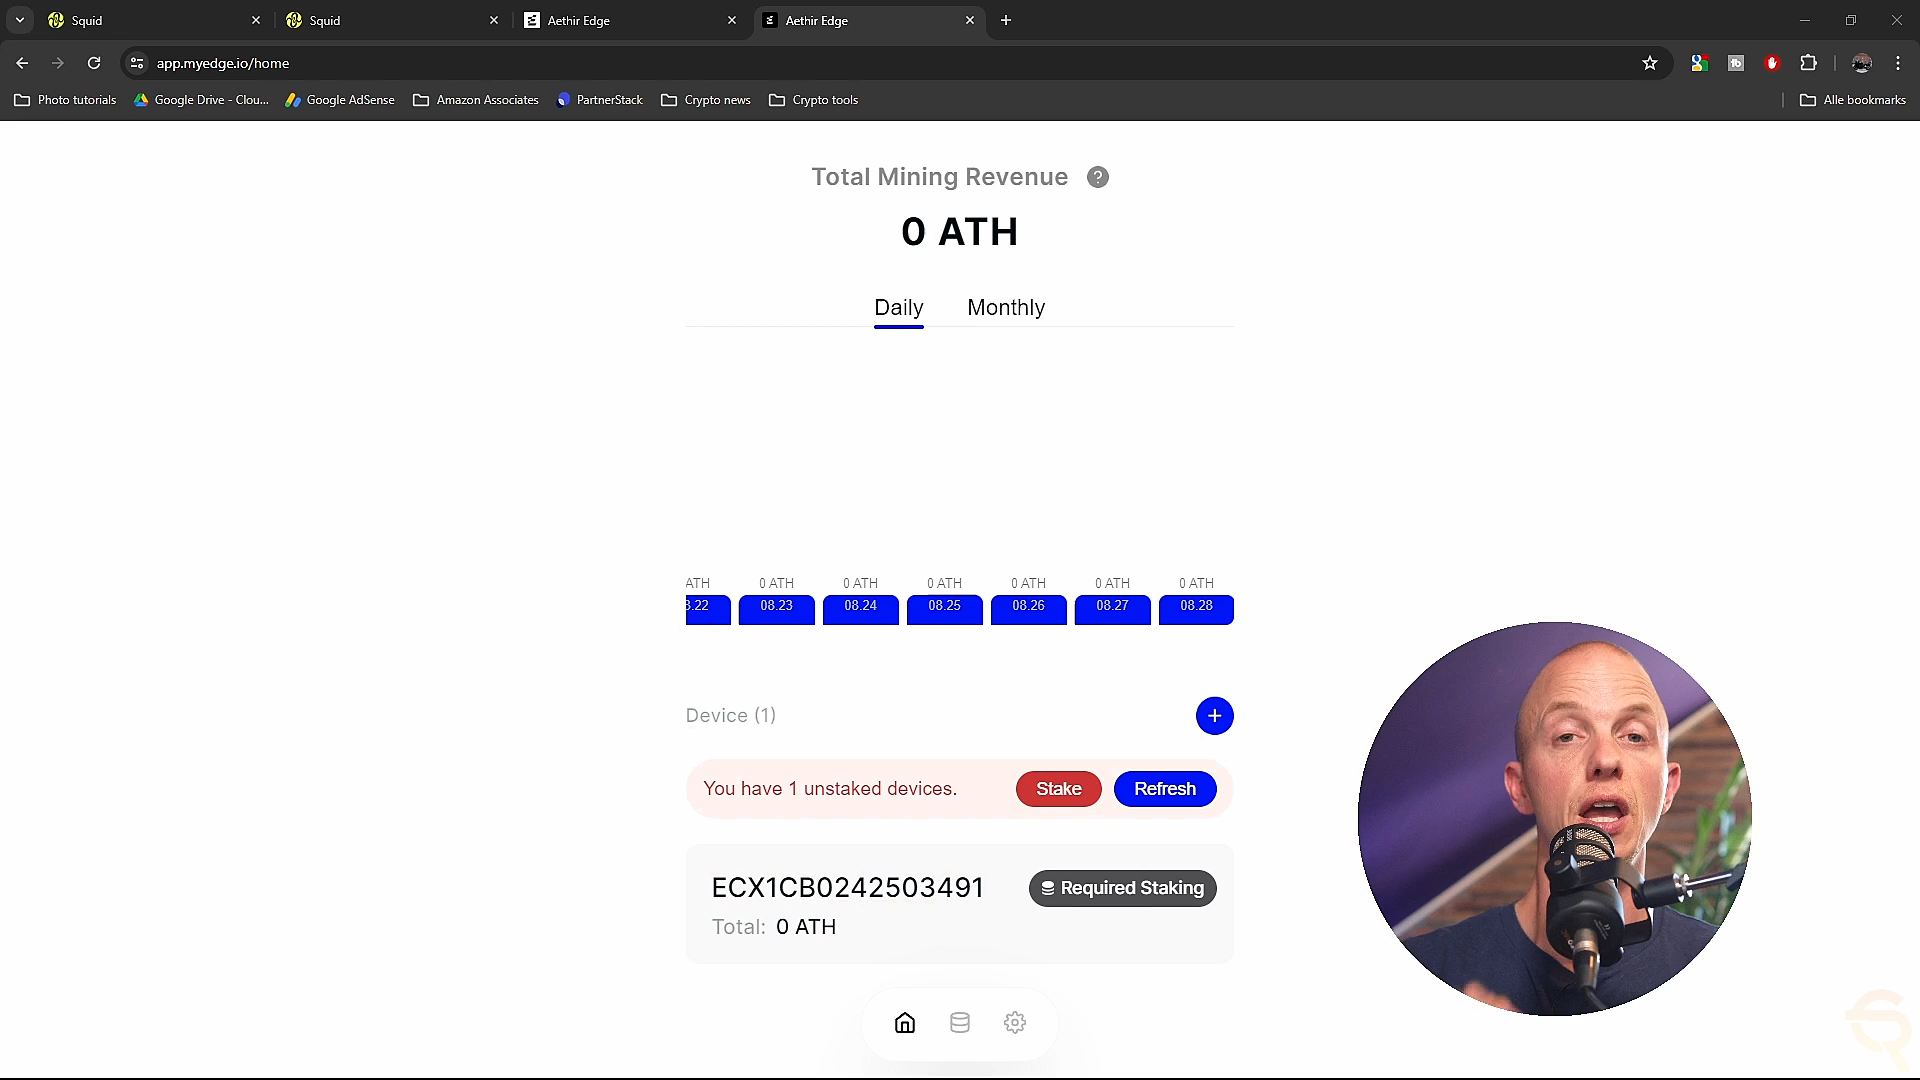 Squid
Squid
Aethir Edge
Aethir Edge
app.myedge.io/home
Photo tutorials
Google Drive - Clou...
Google AdSense
Amazon Associates
PartnerStack
Crypto news
Crypto tools
Alle bookmarks
Total Mining Revenue ?
0 ATH
Daily Monthly
ATH 0 ATH 0 ATH 0 ATH 0 ATH 0 ATH 0 ATH
3.22 08.23 08.24 08.25 08.26 08.27 08.28
Device (1) +
You have 1 unstaked devices. Stake Refresh
ECX1CB0242503491 Required Staking
Total: 0 ATH